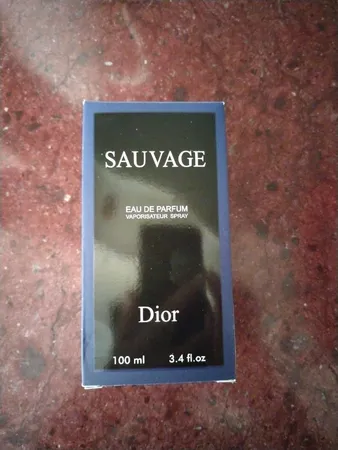 SAUVAGE
EAU DE PARFUM
VAPORISATEUR SPRAY
Dior
100 ml 3.4 fl.oz